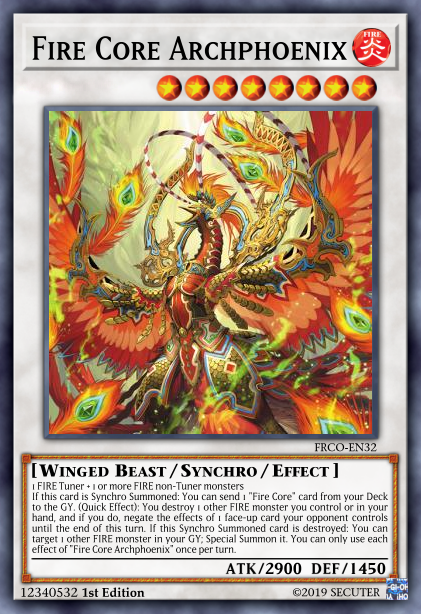 FIRE CORE ARCHPHOENIX
FIRE
炎
FRCO-EN32
[WINGED BEAST / SYNCHRO / EFFECT ]
1 FIRE Tuner + 1 or more FIRE non-Tuner monsters
If this card is Synchro Summoned: You can send 1 "Fire Core" card from your Deck
to the GY. (Quick Effect): You destroy 1 other FIRE monster you control or in your
hand, and if you do, negate the effects of 1 face-up card your opponent controls
until the end of this turn. If this Synchro Summoned card is destroyed: You can
target 1 other FIRE monster in your GY; Special Summon it. You can only use each
effect of "Fire Core Archphoenix" once per turn.
ATK/2900 DEF/1450
12340532 1st Edition
©2019 SECUTER